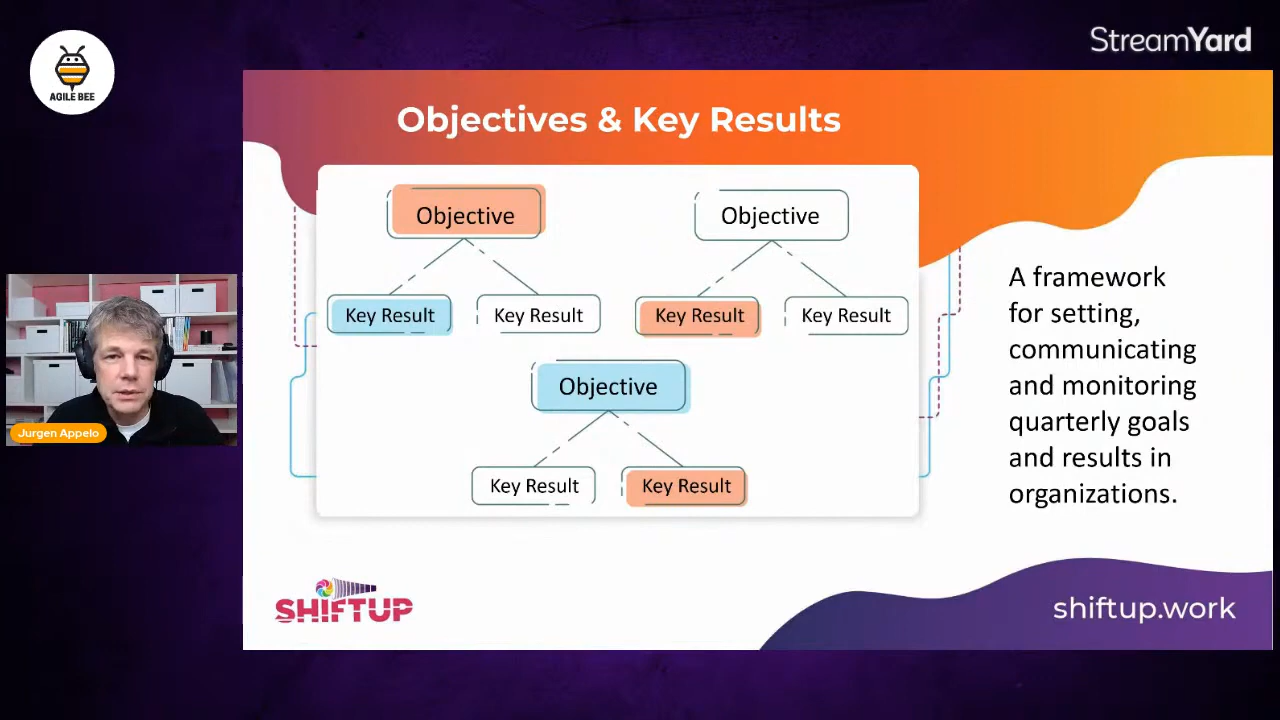 AGILE BEE
StreamYard
Objectives & Key Results
Objective
Objective
Key Result
Key Result
Key Result
Key Result
Objective
Key Result
Key Result
A framework
for setting,
communicating
and monitoring
quarterly goals
and results in
organizations.
Jurgen Appelo
SHIFTUP
shiftup.work